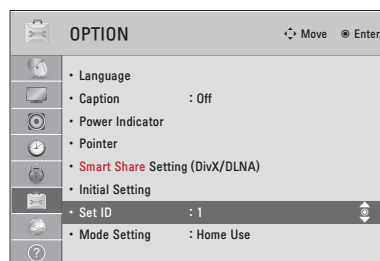 OPTION
Move Enter
• Language
• Caption : Off
• Power Indicator
• Pointer
• Smart Share Setting (DivX/DLNA)
• Initial Setting
• Set ID : 1
• Mode Setting : Home Use
?